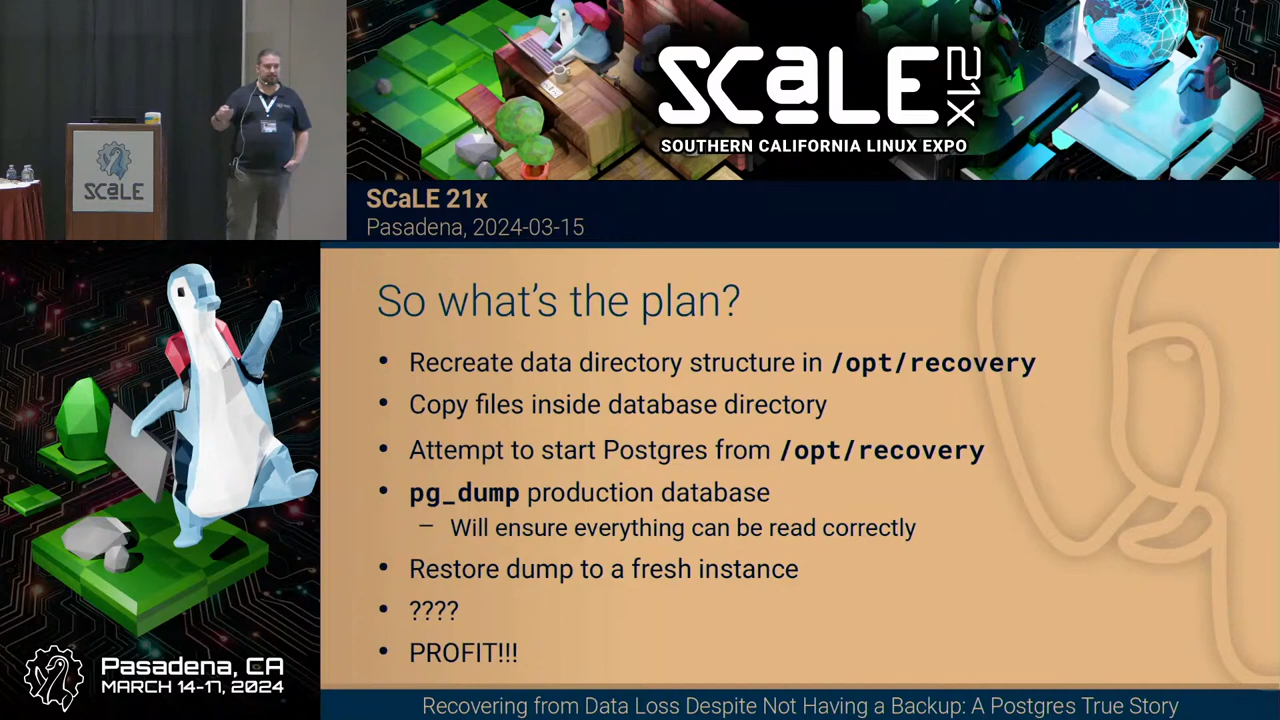 SCaLE
SCaLE 21x
SOUTHERN CALIFORNIA LINUX EXPO
SCaLE 21x
Pasadena, 2024-03-15
So what's the plan?
• Recreate data directory structure in /opt/recovery
• Copy files inside database directory
• Attempt to start Postgres from /opt/recovery
• pg_dump production database
– Will ensure everything can be read correctly
• Restore dump to a fresh instance
• ????
• PROFIT!!!
Pasadena, CA
MARCH 14-17, 2024
Recovering from Data Loss Despite Not Having a Backup: A Postgres True Story